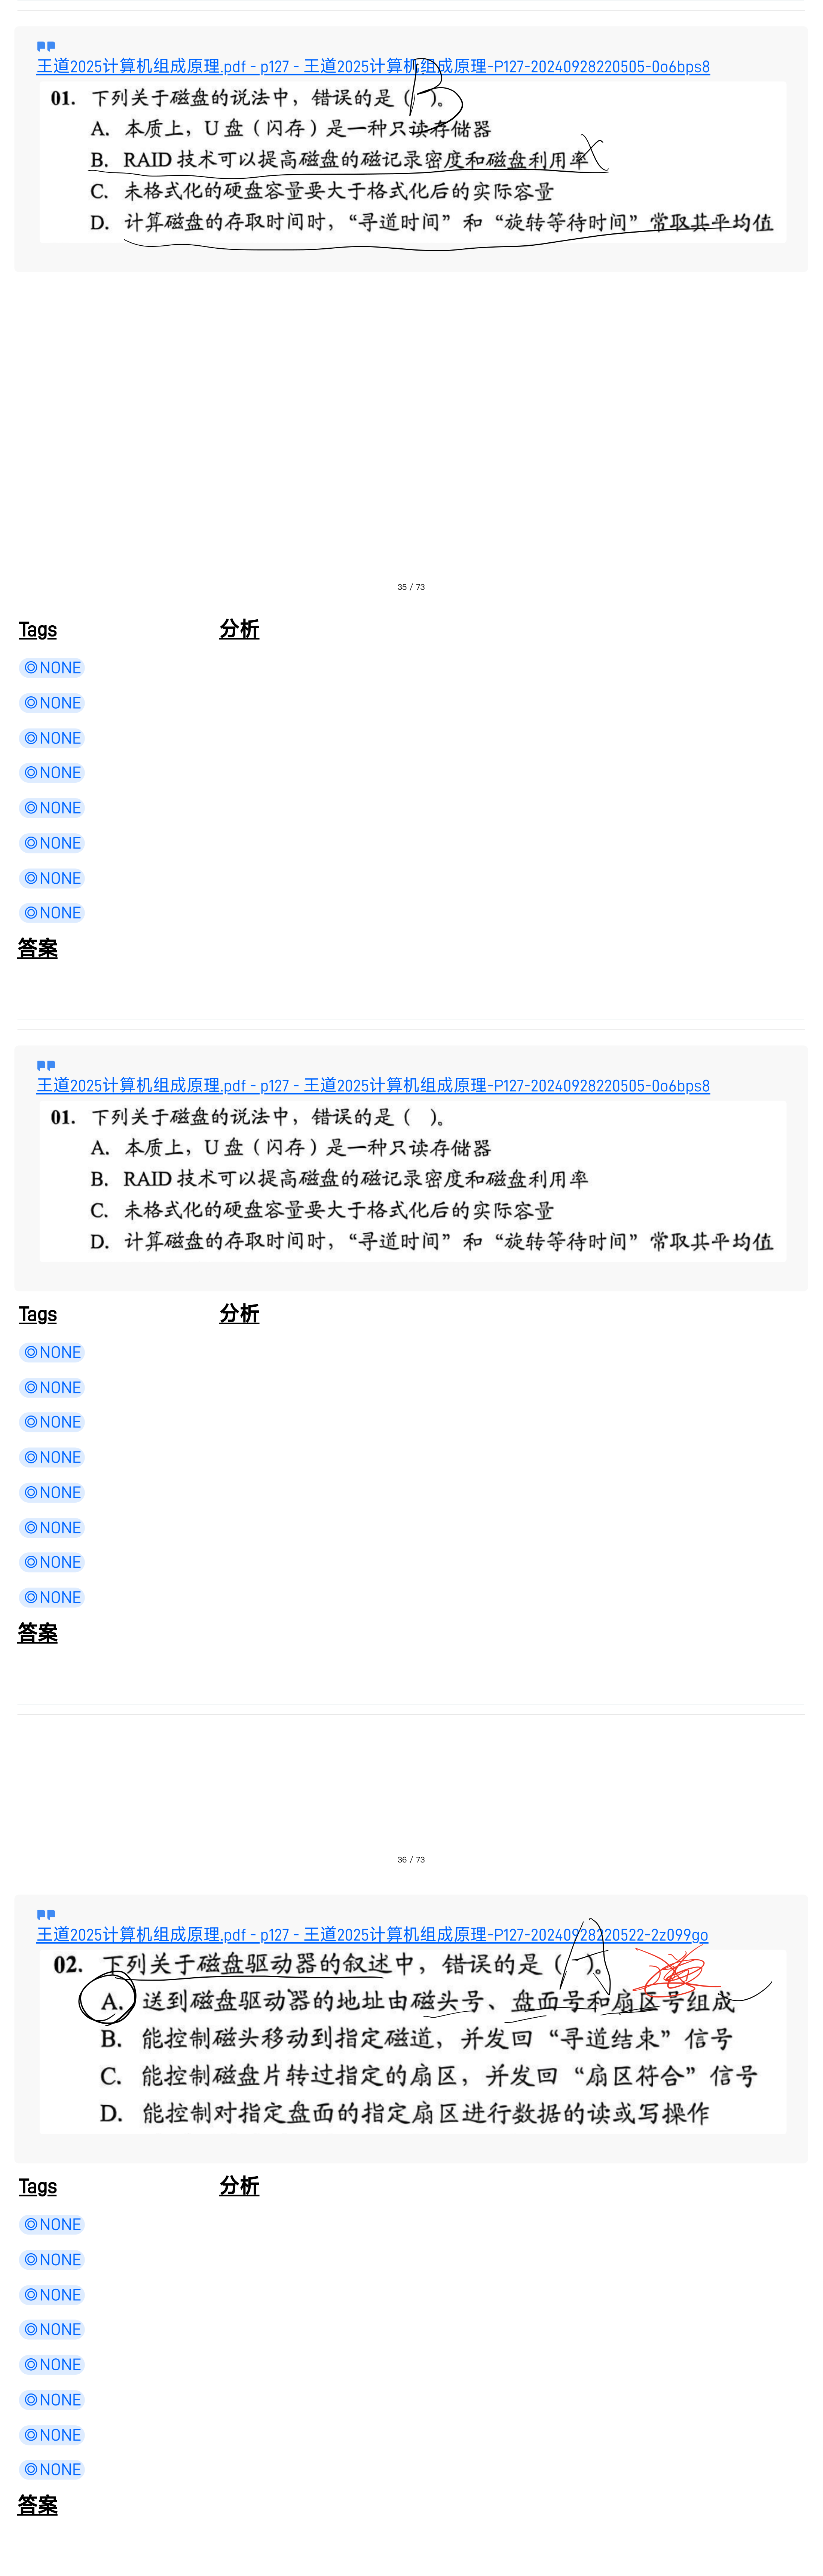 王道2025计算机组成原理.pdf - p127 - 王道2025计算机组成原理-P127-20240928220505-0o6bps8
01. 下列关于磁盘的说法中，错误的是（ B ）。
A. 本质上，U 盘（闪存）是一种只读存储器
B. RAID 技术可以提高磁盘的磁记录密度和磁盘利用率 X
C. 未格式化的硬盘容量要大于格式化后的实际容量
D. 计算磁盘的存取时间时，“寻道时间”和“旋转等待时间”常取其平均值
35 / 73
Tags 分析
NONE
NONE
NONE
NONE
NONE
NONE
NONE
NONE
答案
王道2025计算机组成原理.pdf - p127 - 王道2025计算机组成原理-P127-20240928220505-0o6bps8
01. 下列关于磁盘的说法中，错误的是（ ）。
A. 本质上，U 盘（闪存）是一种只读存储器
B. RAID 技术可以提高磁盘的磁记录密度和磁盘利用率
C. 未格式化的硬盘容量要大于格式化后的实际容量
D. 计算磁盘的存取时间时，“寻道时间”和“旋转等待时间”常取其平均值
Tags 分析
NONE
NONE
NONE
NONE
NONE
NONE
NONE
NONE
答案
36 / 73
王道2025计算机组成原理.pdf - p127 - 王道2025计算机组成原理-P127-20240928220522-2z099go
02. 下列关于磁盘驱动器的叙述中，错误的是（ A ）。
A. 送到磁盘驱动器的地址由磁头号、盘面号和扇区号组成
B. 能控制磁头移动到指定磁道，并发回“寻道结束”信号
C. 能控制磁盘片转过指定的扇区，并发回“扇区符合”信号
D. 能控制对指定盘面的指定扇区进行数据的读或写操作
Tags 分析
NONE
NONE
NONE
NONE
NONE
NONE
NONE
NONE
答案